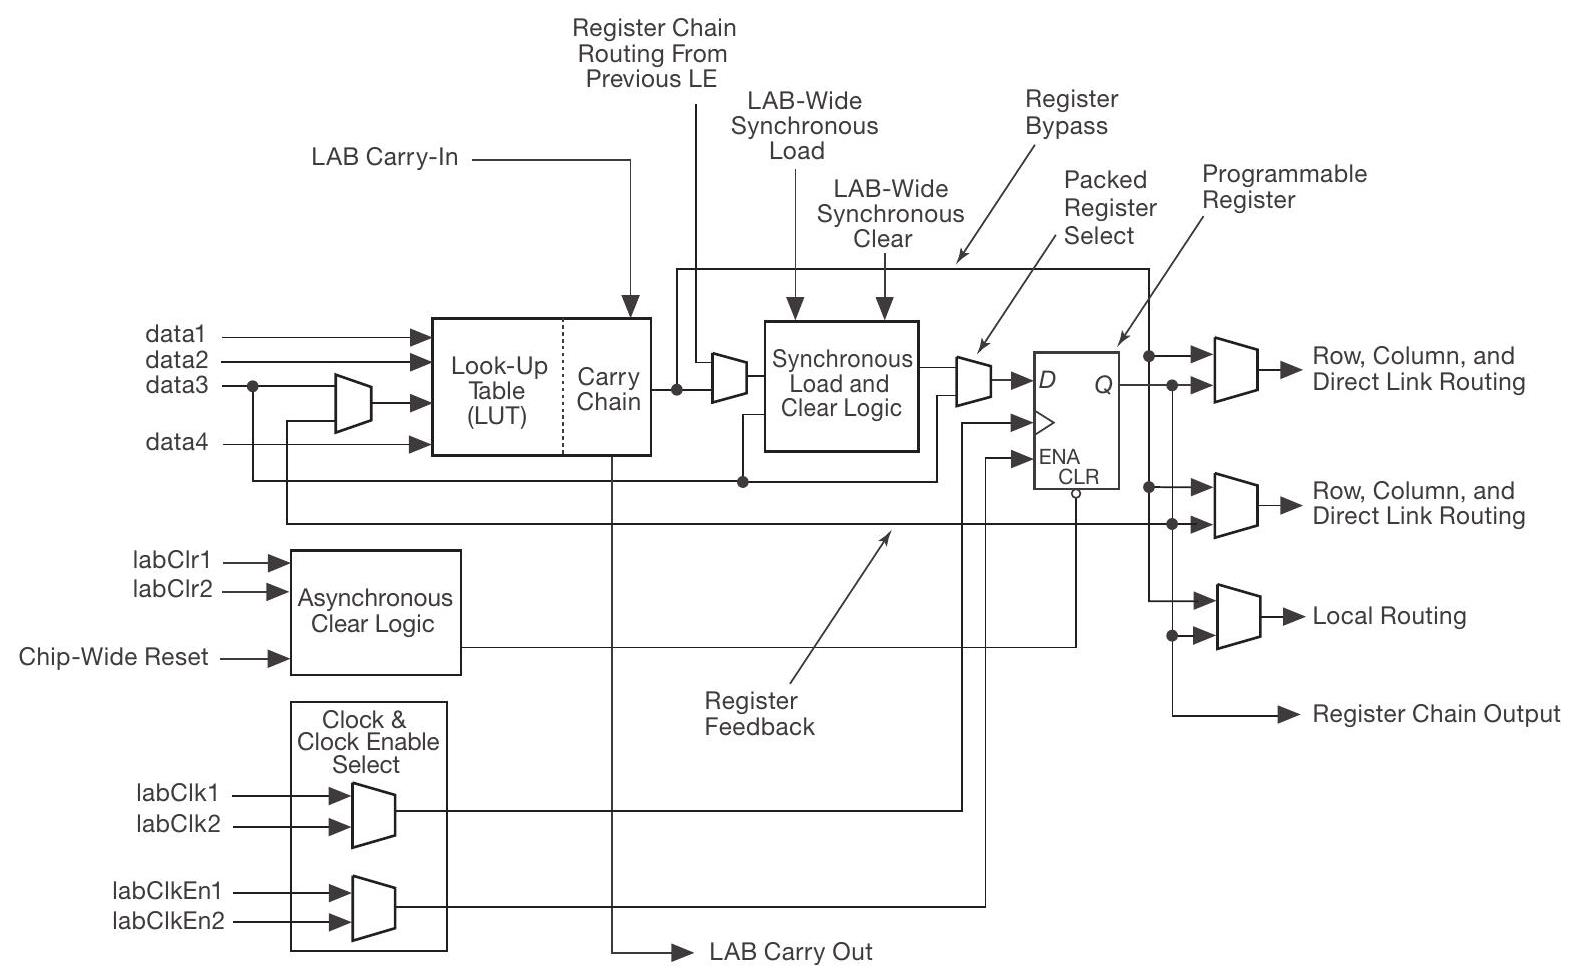 Register Chain
Routing From
Previous LE
LAB-Wide
Synchronous
Load
Register
Bypass
LAB Carry-In
LAB-Wide
Synchronous
Clear
Packed
Register
Select
Programmable
Register
data1
data2
data3
data4
Look-Up
Table
(LUT)
Carry
Chain
Synchronous
Load and
Clear Logic
D
Q
ENA
CLR
Row, Column, and
Direct Link Routing
Row, Column, and
Direct Link Routing
Local Routing
Register Chain Output
labClr1
labClr2
Chip-Wide Reset
Asynchronous
Clear Logic
Register
Feedback
Clock &
Clock Enable
Select
labClk1
labClk2
labClkEn1
labClkEn2
LAB Carry Out